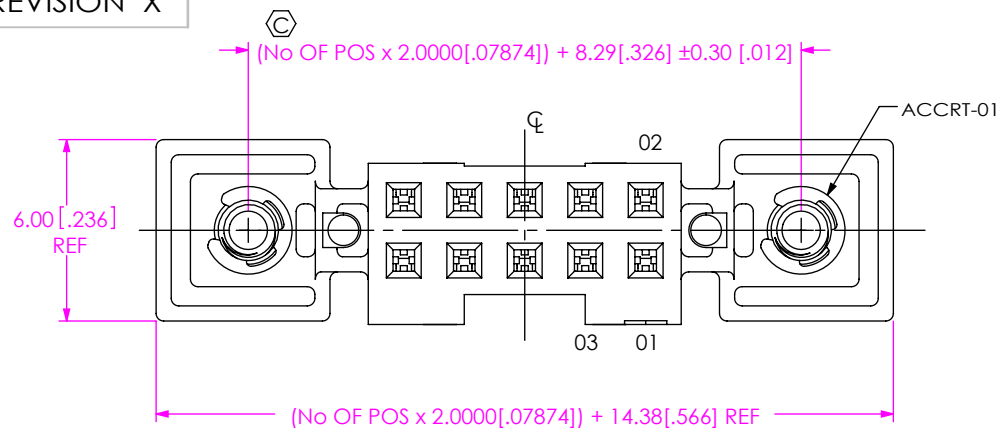 REVISION X
C
(No OF POS x 2.0000[.07874]) + 8.29[.326] ±0.30 [.012]
ACCRT-01
℄
02
6.00 [.236]
REF
03 01
(No OF POS x 2.0000[.07874]) + 14.38[.566] REF